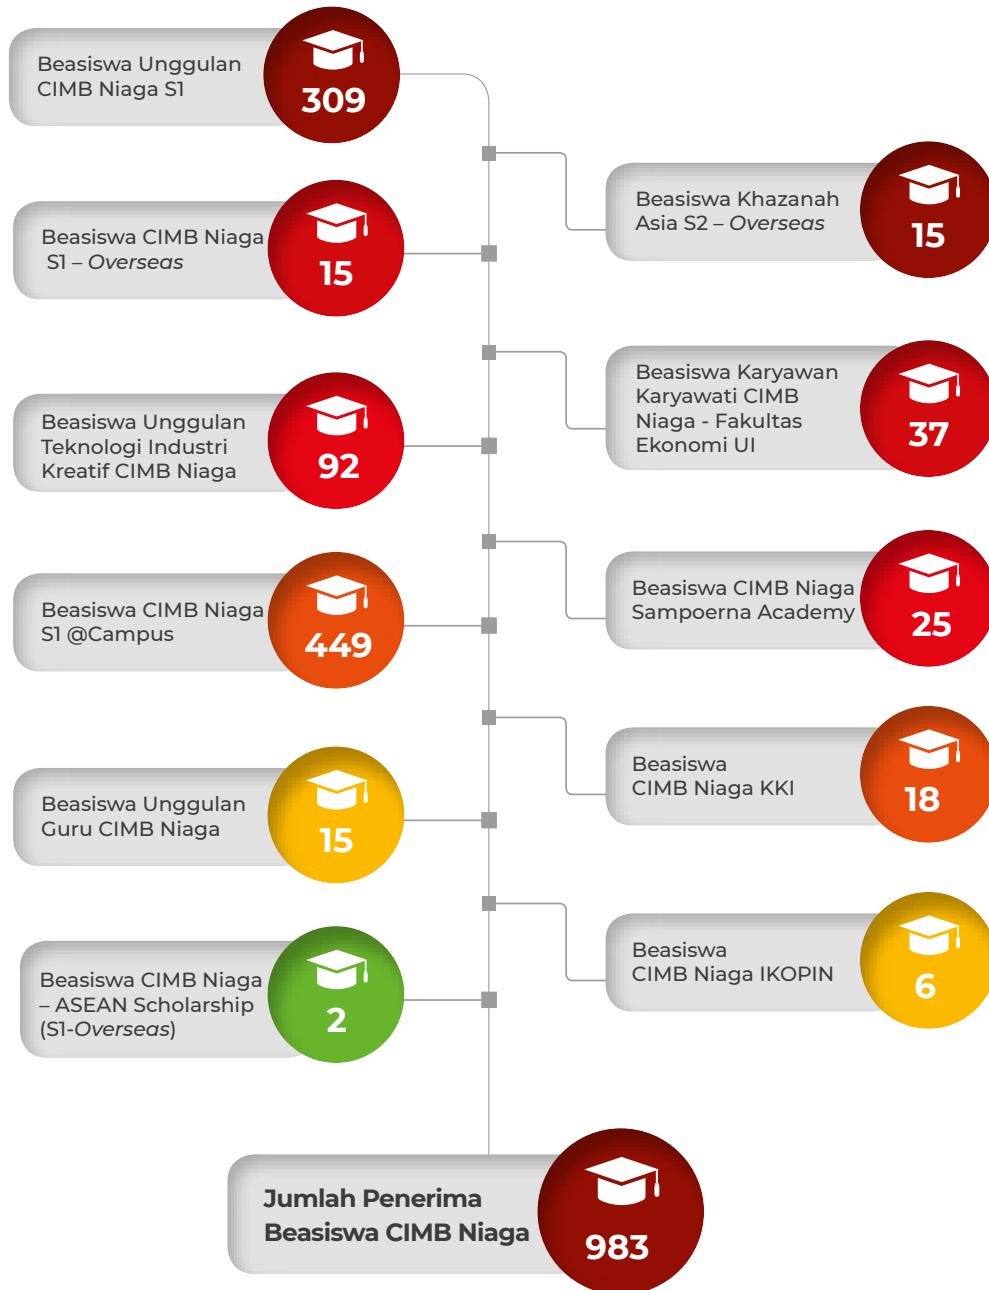 Beasiswa Unggulan
CIMB Niaga S1
309
Beasiswa Khazanah
Asia S2 – Overseas
15
Beasiswa CIMB Niaga
S1 – Overseas
15
Beasiswa Karyawan
Karyawati CIMB
Niaga - Fakultas
Ekonomi UI
37
Beasiswa Unggulan
Teknologi Industri
Kreatif CIMB Niaga
92
Beasiswa CIMB Niaga
Sampoerna Academy
25
Beasiswa CIMB Niaga
S1 @Campus
449
Beasiswa
CIMB Niaga KKI
18
Beasiswa Unggulan
Guru CIMB Niaga
15
Beasiswa
CIMB Niaga IKOPIN
6
Beasiswa CIMB Niaga
– ASEAN Scholarship
(S1-Overseas)
2
Jumlah Penerima
Beasiswa CIMB Niaga
983